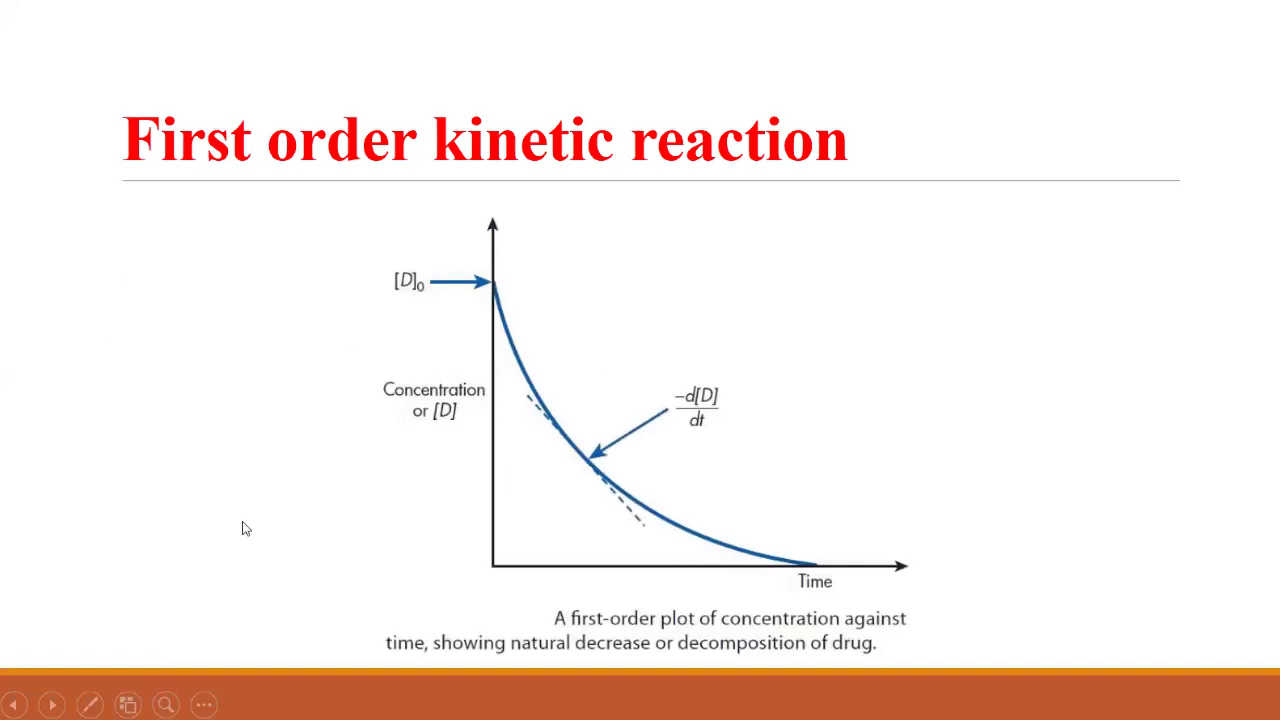 First order kinetic reaction
[D]₀
Concentration
or [D]
–d[D]
dt
Time
A first-order plot of concentration against
time, showing natural decrease or decomposition of drug.